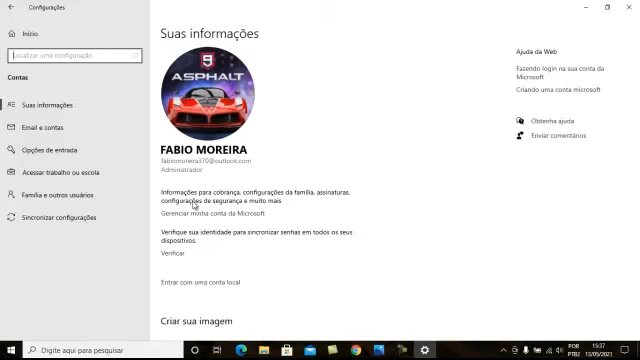 Configurações
Início
Localizar uma configuração
Contas
Suas informações
Email e contas
Opções de entrada
Acessar trabalho ou escola
Família e outros usuários
Sincronizar configurações
Suas informações
9
ASPHALT
FABIO MOREIRA
fabiomoreira370@outlook.com
Administrador
Informações para cobrança, configurações da família, assinaturas,
configurações de segurança e muito mais
Gerenciar minha conta da Microsoft
Verifique sua identidade para sincronizar senhas em todos os seus
dispositivos.
Verificar
Entrar com uma conta local
Criar sua imagem
Ajuda da Web
Fazendo login na sua conta da
Microsoft
Criando uma conta microsoft
Obtenha ajuda
Enviar comentários
Digite aqui para pesquisar
POR
PTB2
15:37
13/05/2021